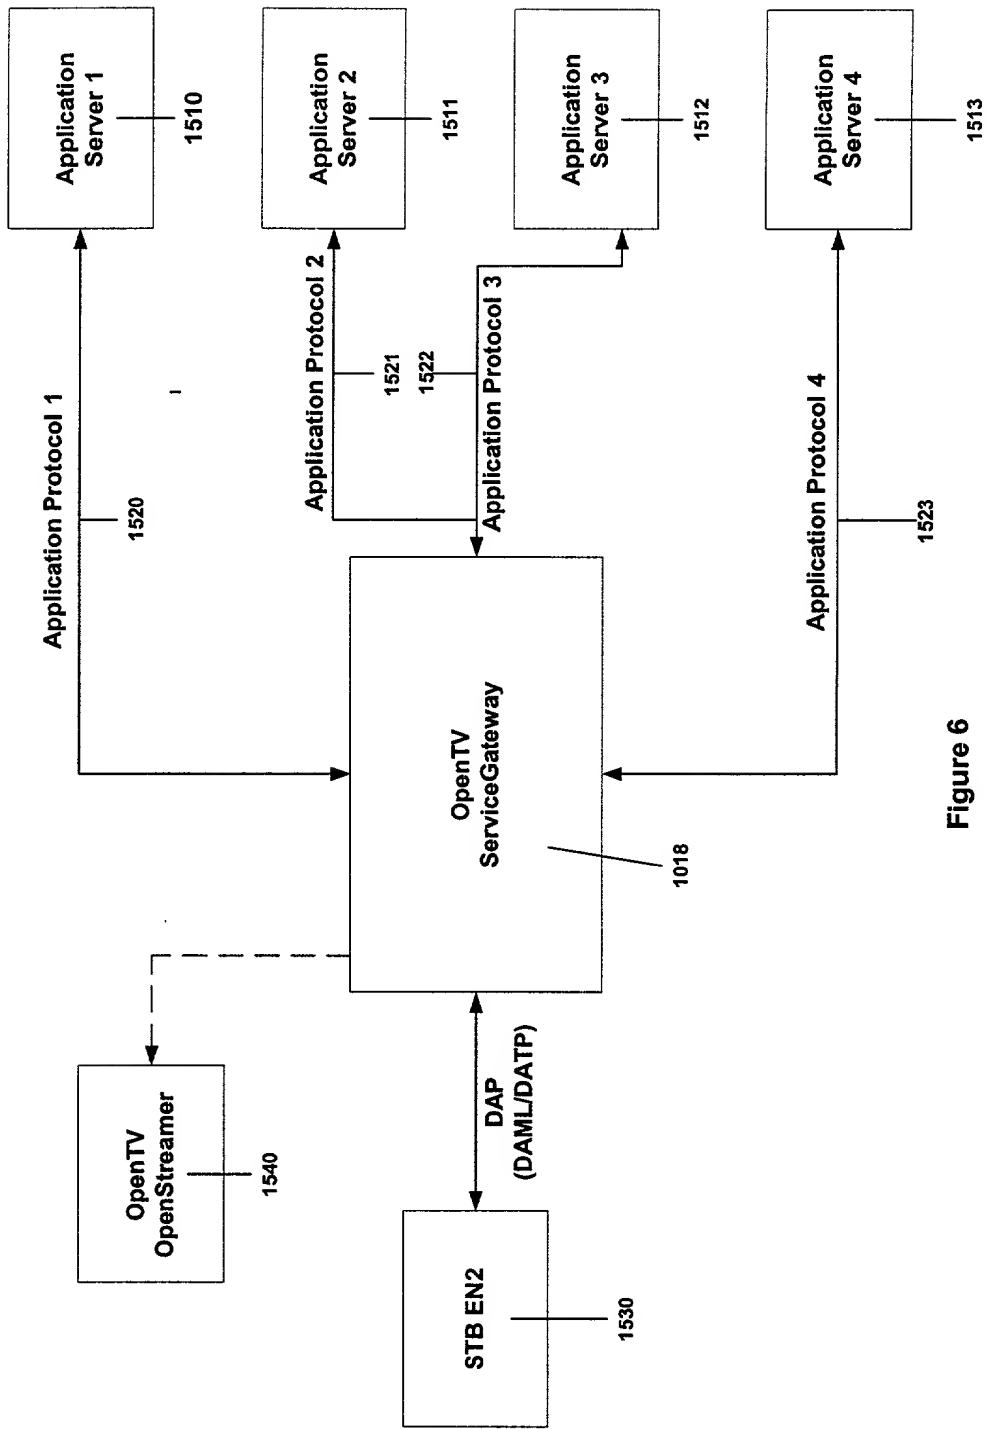 Application
Server 1
1510
Application
Server 2
1511
Application
Server 3
1512
Application
Server 4
1513
Application Protocol 1
1520
Application Protocol 2
1521
1522
Application Protocol 3
Application Protocol 4
1523
OpenTV
ServiceGateway
1018
OpenTV
OpenStreamer
1540
DAP
(DAML/DATP)
STB EN2
1530
Figure 6